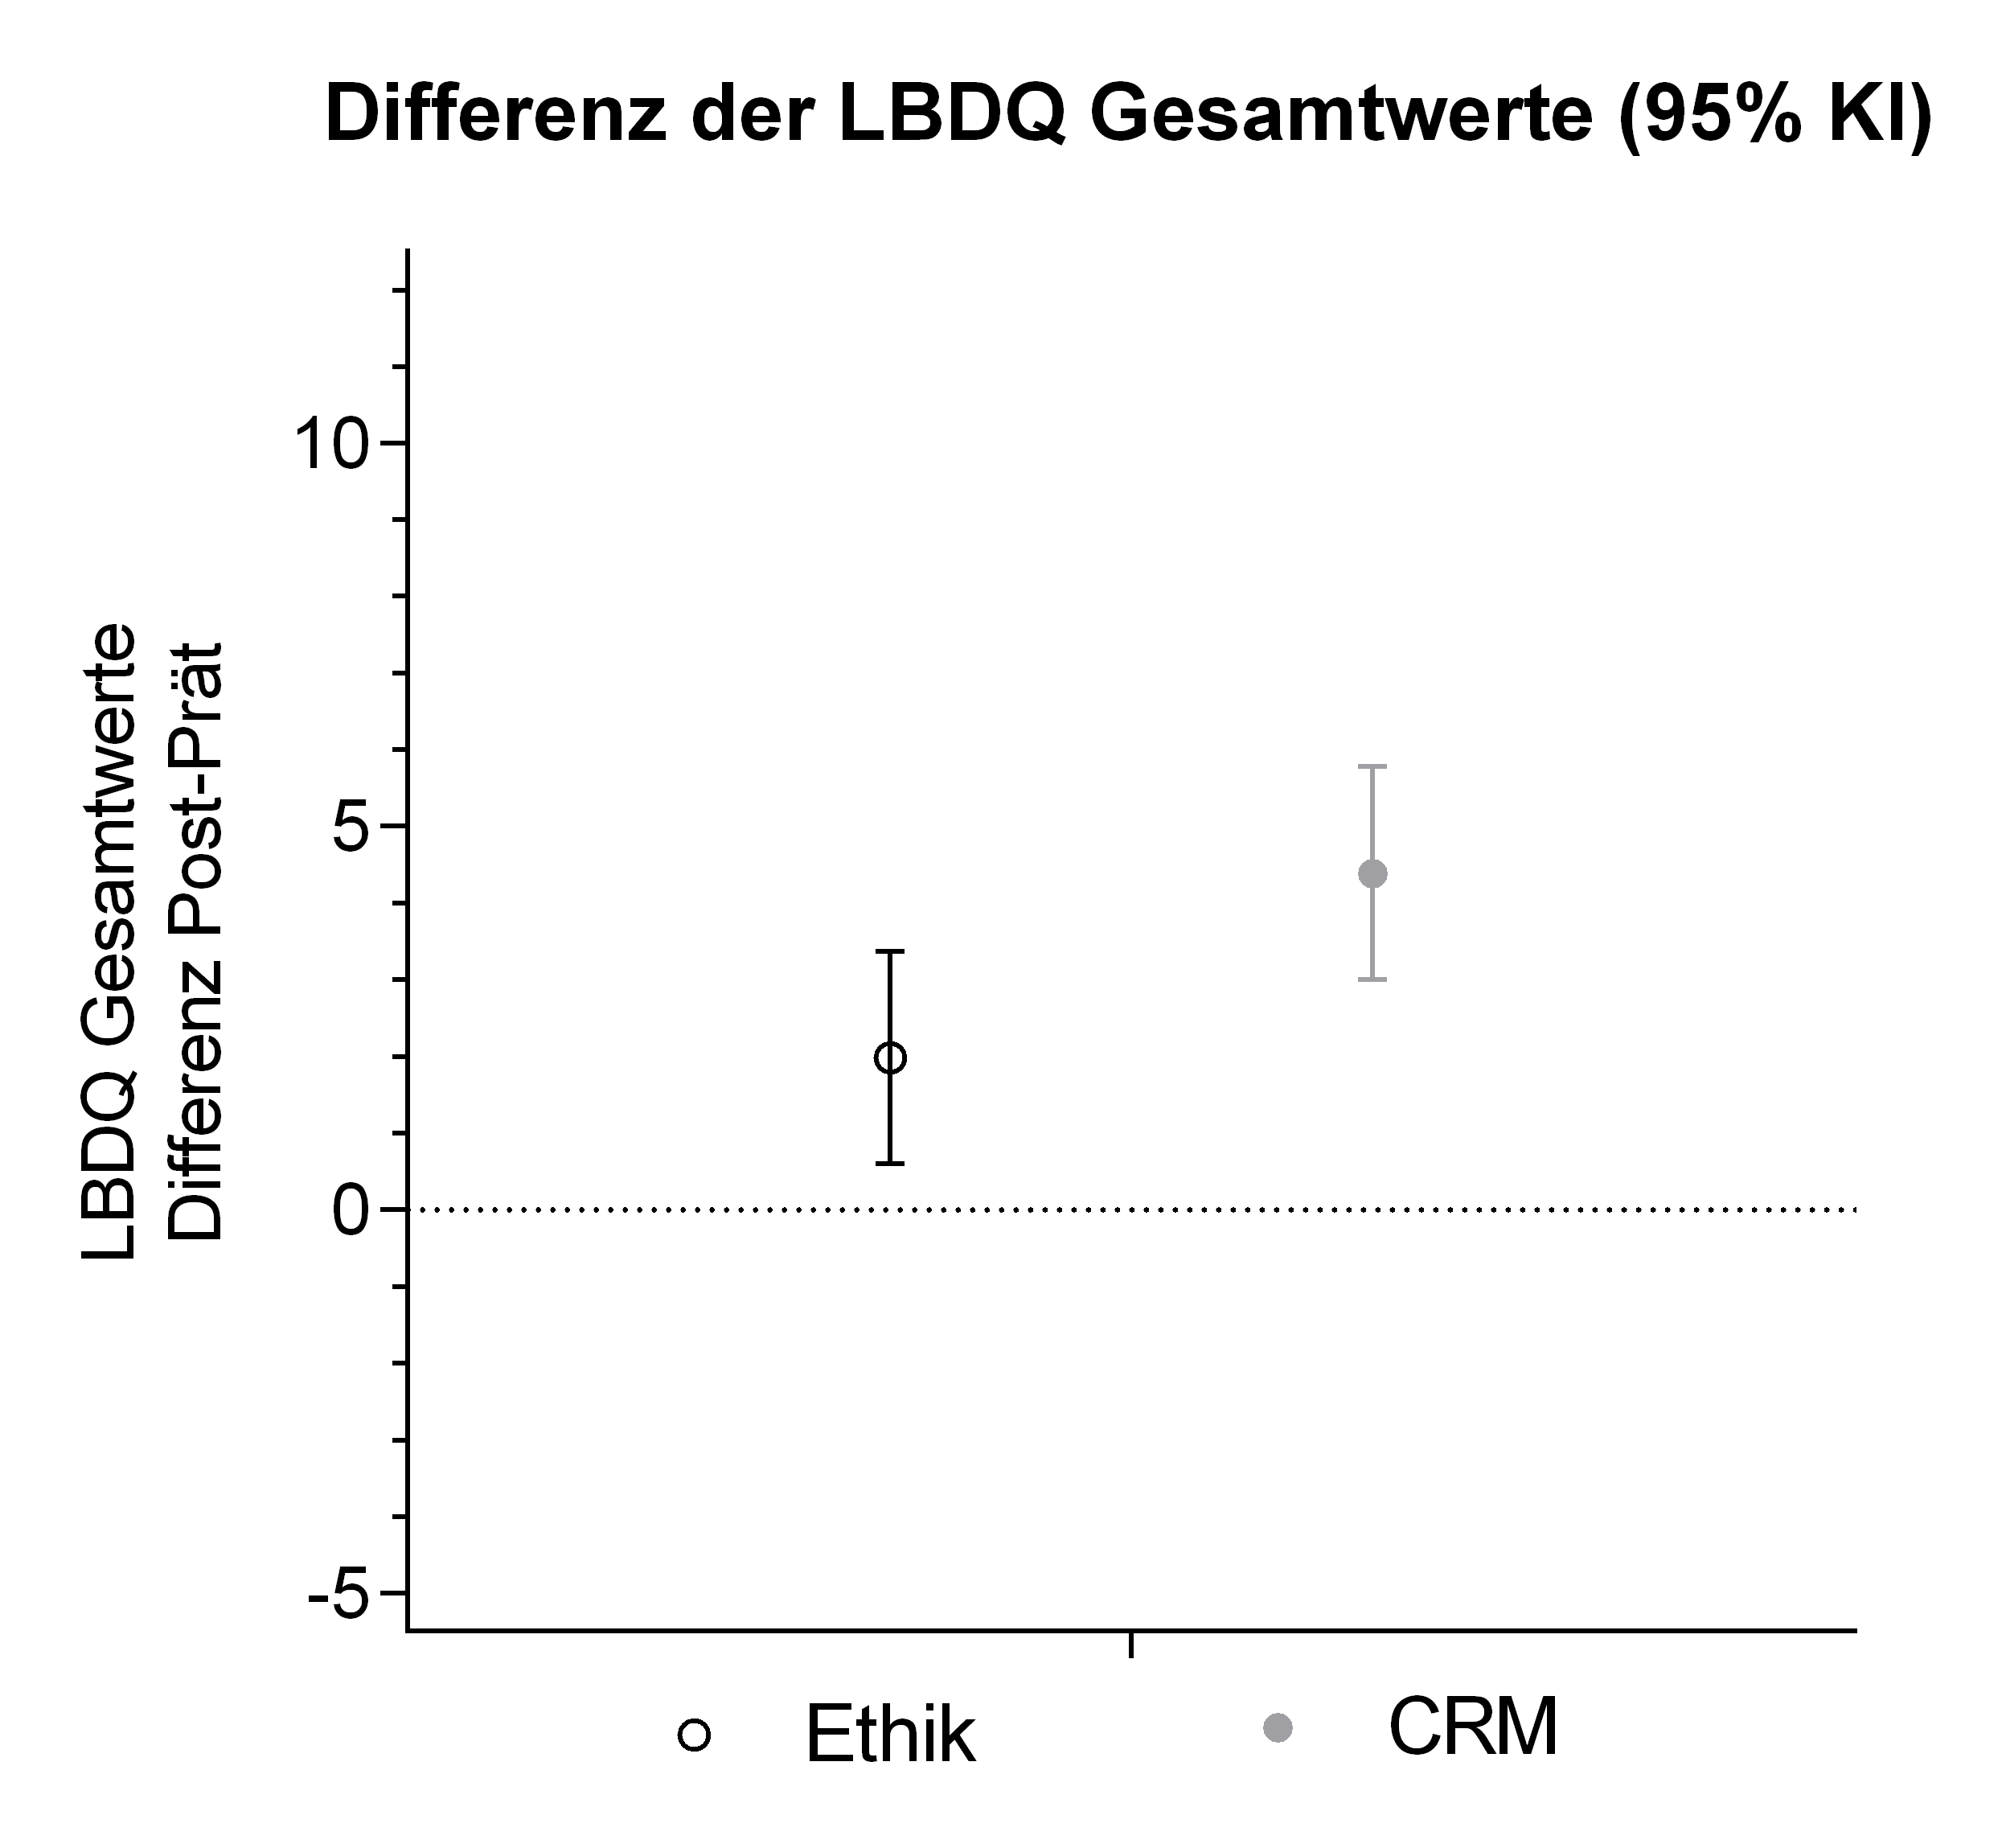 Differenz der LBDQ Gesamtwerte (95% KI)
LBDQ Gesamtwerte
Differenz Post-Prät
10
5
0
-5
Ethik
CRM